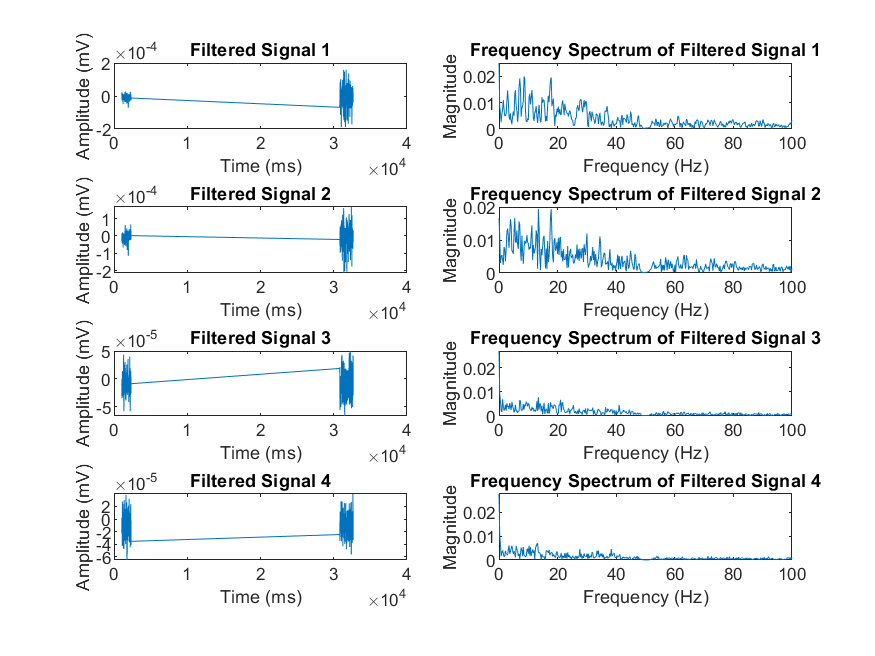 Filtered Signal 1
×10^-4
Amplitude (mV)
2
0
-2
0 1 2 3 4
Time (ms)
×10^4
Frequency Spectrum of Filtered Signal 1
Magnitude
0.02
0.01
0
0 20 40 60 80 100
Frequency (Hz)
Filtered Signal 2
×10^-4
Amplitude (mV)
1
0
-1
-2
0 1 2 3 4
Time (ms)
×10^4
Frequency Spectrum of Filtered Signal 2
Magnitude
0.02
0.01
0
0 20 40 60 80 100
Frequency (Hz)
Filtered Signal 3
×10^-5
Amplitude (mV)
5
0
-5
0 1 2 3 4
Time (ms)
×10^4
Frequency Spectrum of Filtered Signal 3
Magnitude
0.02
0.01
0
0 20 40 60 80 100
Frequency (Hz)
Filtered Signal 4
×10^-5
Amplitude (mV)
2
0
-2
-4
-6
0 1 2 3 4
Time (ms)
×10^4
Frequency Spectrum of Filtered Signal 4
Magnitude
0.02
0.01
0
0 20 40 60 80 100
Frequency (Hz)